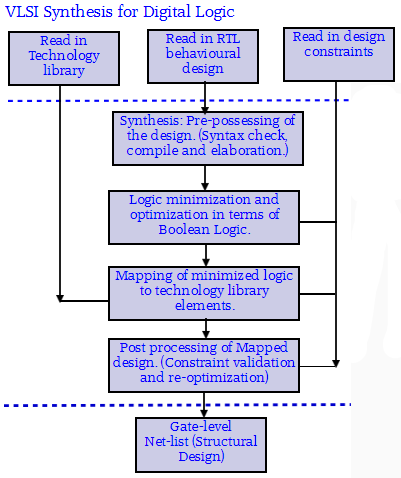 VLSI Synthesis for Digital Logic
Read in
Technology
library
Read in RTL
behavioural
design
Read in design
constraints
Synthesis: Pre-possessing of
the design. (Syntax check,
compile and elaboration.)
Logic minimization and
optimization in terms of
Boolean Logic.
Mapping of minimized logic
to technology library
elements.
Post processing of Mapped
design. (Constraint validation
and re-optimization)
Gate-level
Net-list (Structural
Design)